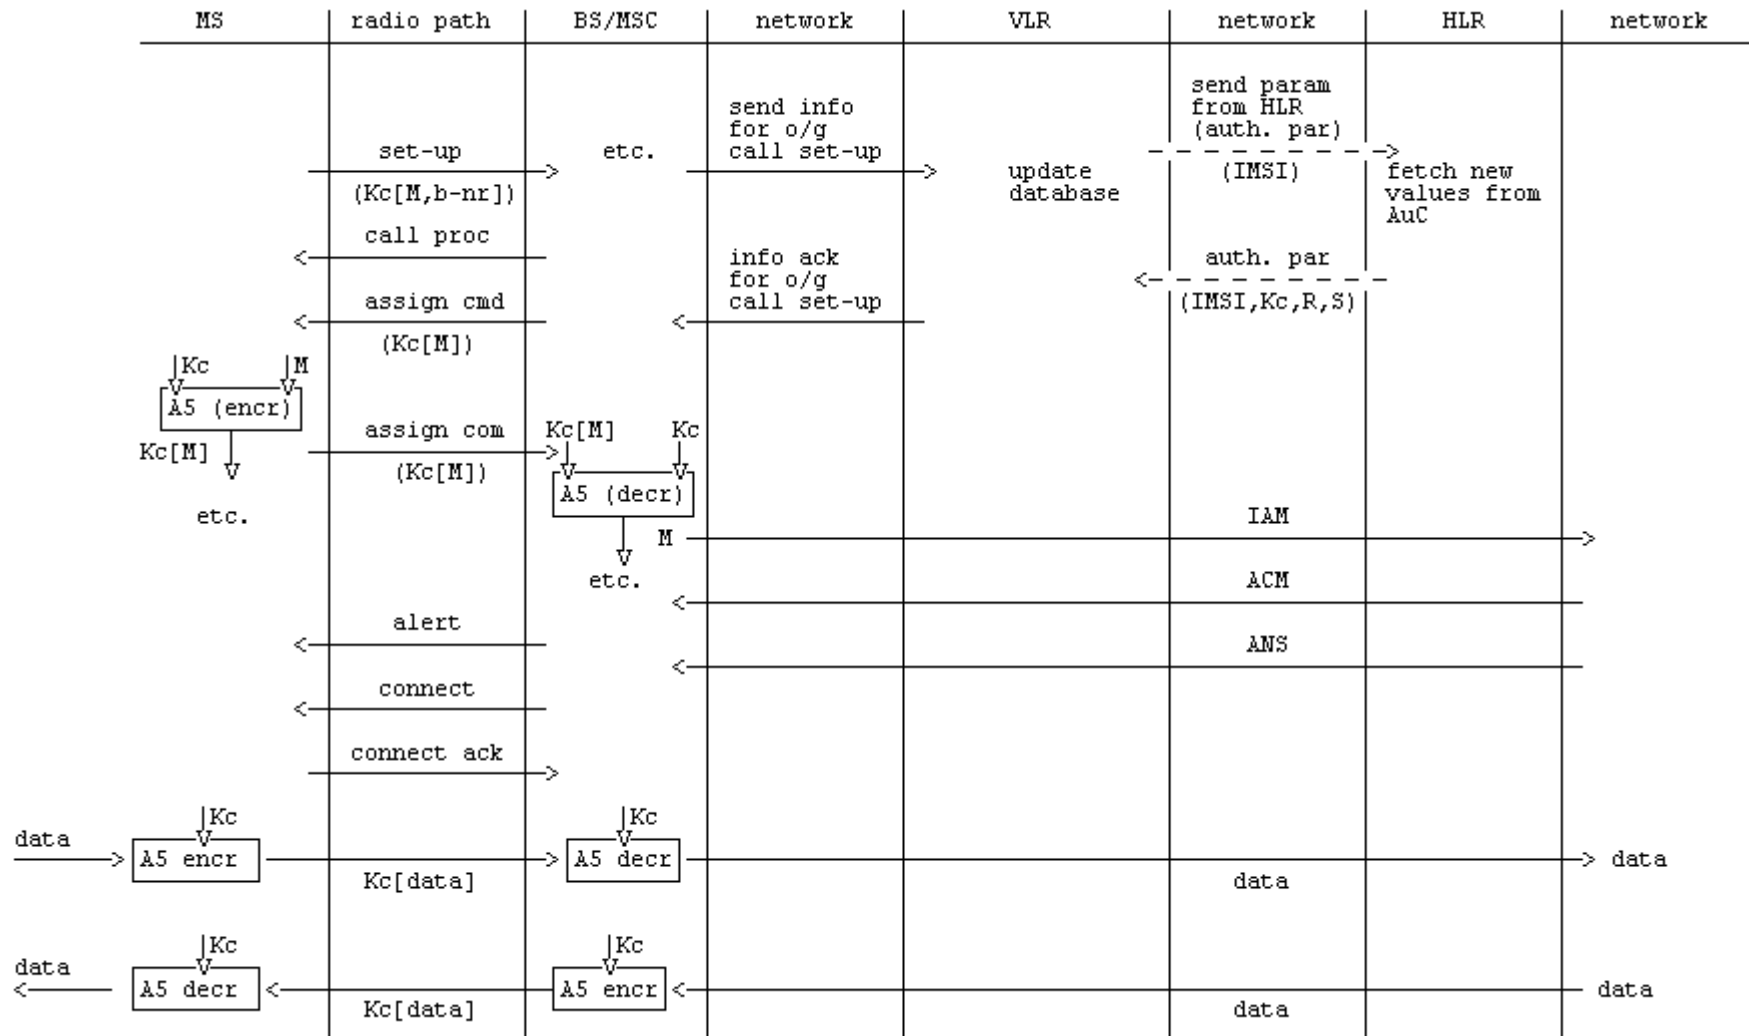 MS radio path BS/MSC network VLR network HLR network
send param
send info from HLR
for o/g (auth. par)
set-up etc. call set-up
update (IMSI) fetch new
(Kc[M,b-nr]) database values from
AuC
call proc
info ack auth. par
for o/g
assign cmd call set-up (IMSI,Kc,R,S)
(Kc[M])
Kc M
A5 (encr)
assign com Kc[M] Kc
Kc[M]
(Kc[M])
A5 (decr)
etc. IAM
M
etc. ACM
alert
ANS
connect
connect ack
Kc Kc
data
A5 encr A5 decr data
Kc[data] data
Kc Kc
data
A5 decr A5 encr data
Kc[data] data